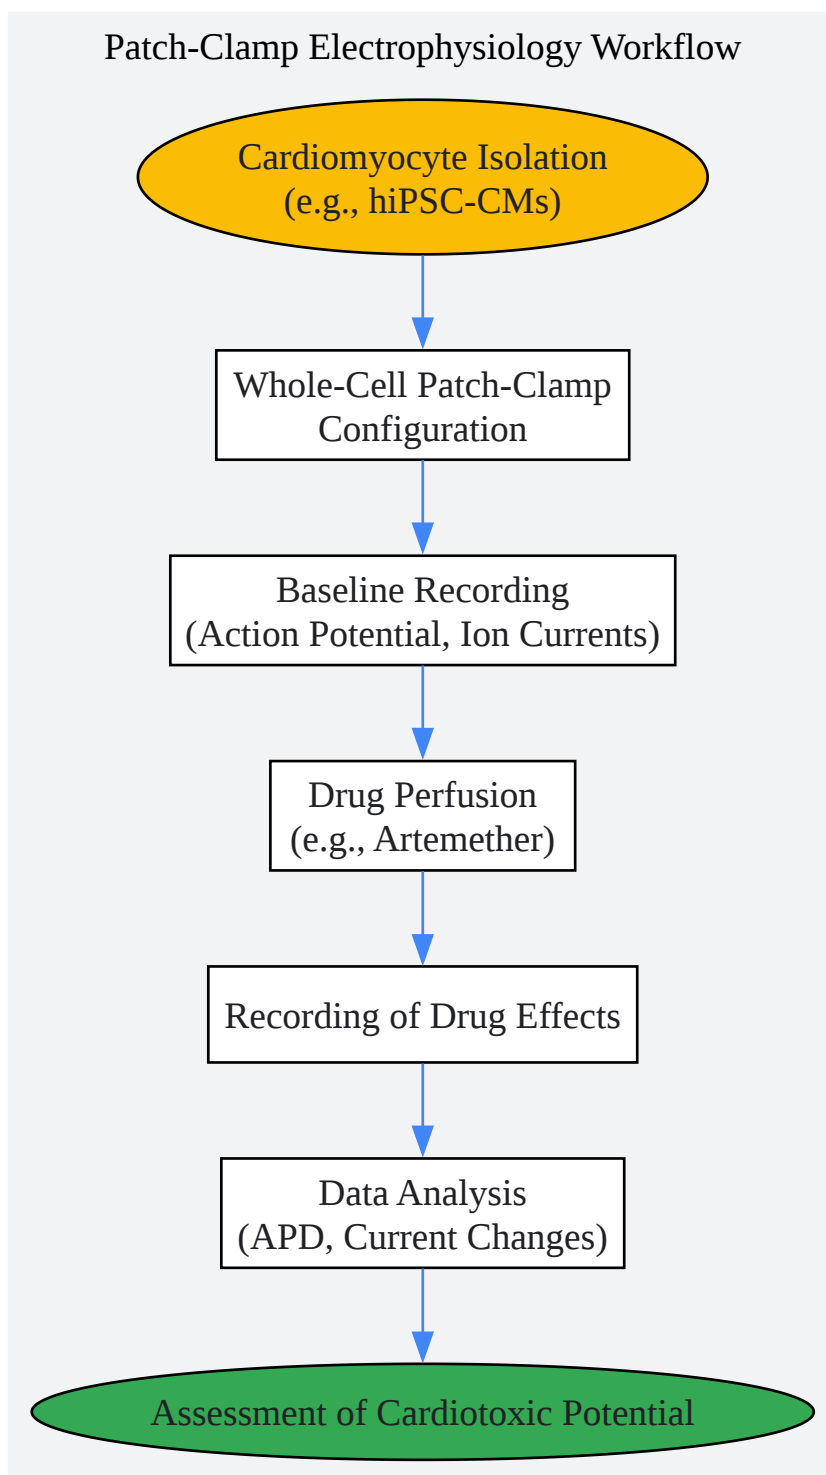 Patch-Clamp Electrophysiology Workflow
Cardiomyocyte Isolation
(e.g., hiPSC-CMs)
Whole-Cell Patch-Clamp
Configuration
Baseline Recording
(Action Potential, Ion Currents)
Drug Perfusion
(e.g., Artemether)
Recording of Drug Effects
Data Analysis
(APD, Current Changes)
Assessment of Cardiotoxic Potential